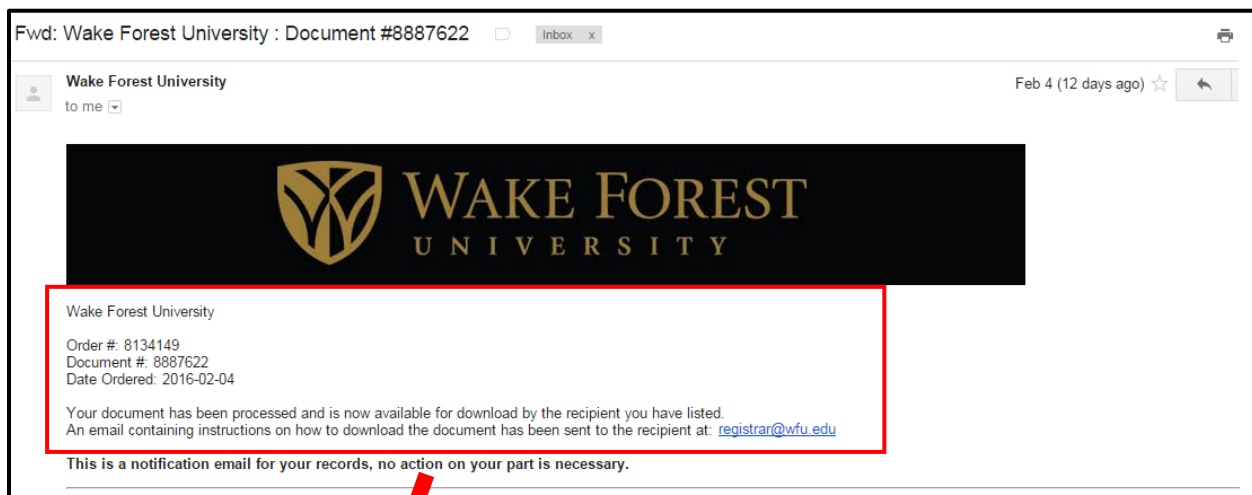 Fwd: Wake Forest University : Document #8887622 Inbox x
Wake Forest University Feb 4 (12 days ago)
to me
WAKE FOREST
UNIVERSITY
Wake Forest University
Order #: 8134149
Document #: 8887622
Date Ordered: 2016-02-04
Your document has been processed and is now available for download by the recipient you have listed.
An email containing instructions on how to download the document has been sent to the recipient at: registrar@wfu.edu
This is a notification email for your records, no action on your part is necessary.